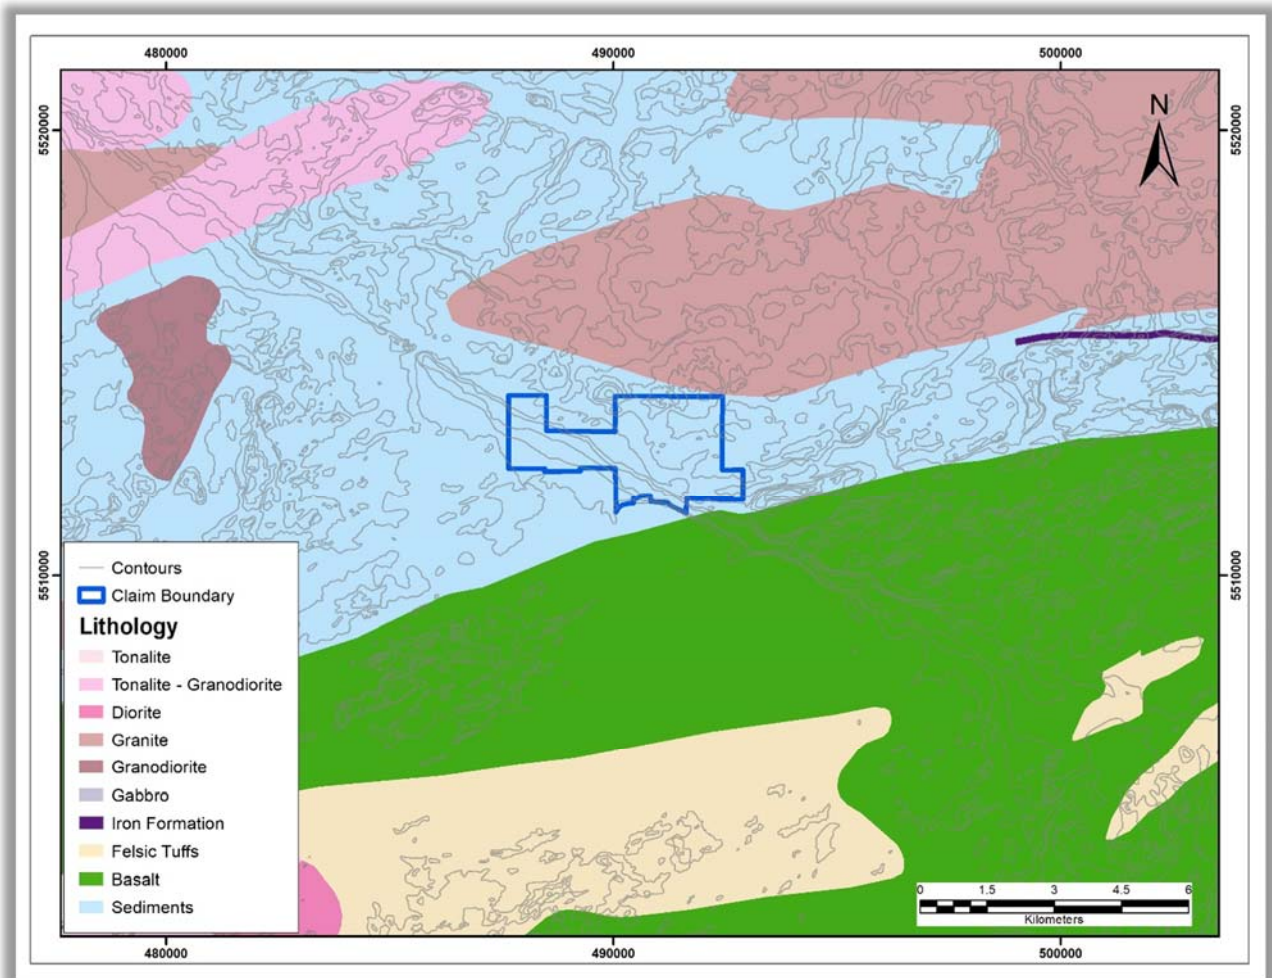 480000 490000 500000
5520000
5520000
N
5510000
5510000
Contours
Claim Boundary
Lithology
Tonalite
Tonalite - Granodiorite
Diorite
Granite
Granodiorite
Gabbro
Iron Formation
Felsic Tuffs
Basalt
Sediments
0 1.5 3 4.5 6
Kilometers
480000 490000 500000